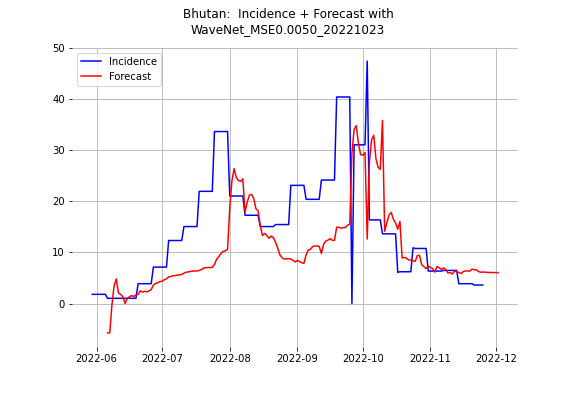 Bhutan:  Incidence + Forecast with
WaveNet_MSE0.0050_20221023
Incidence
Forecast
50
40
30
20
10
0
2022-06 2022-07 2022-08 2022-09 2022-10 2022-11 2022-12